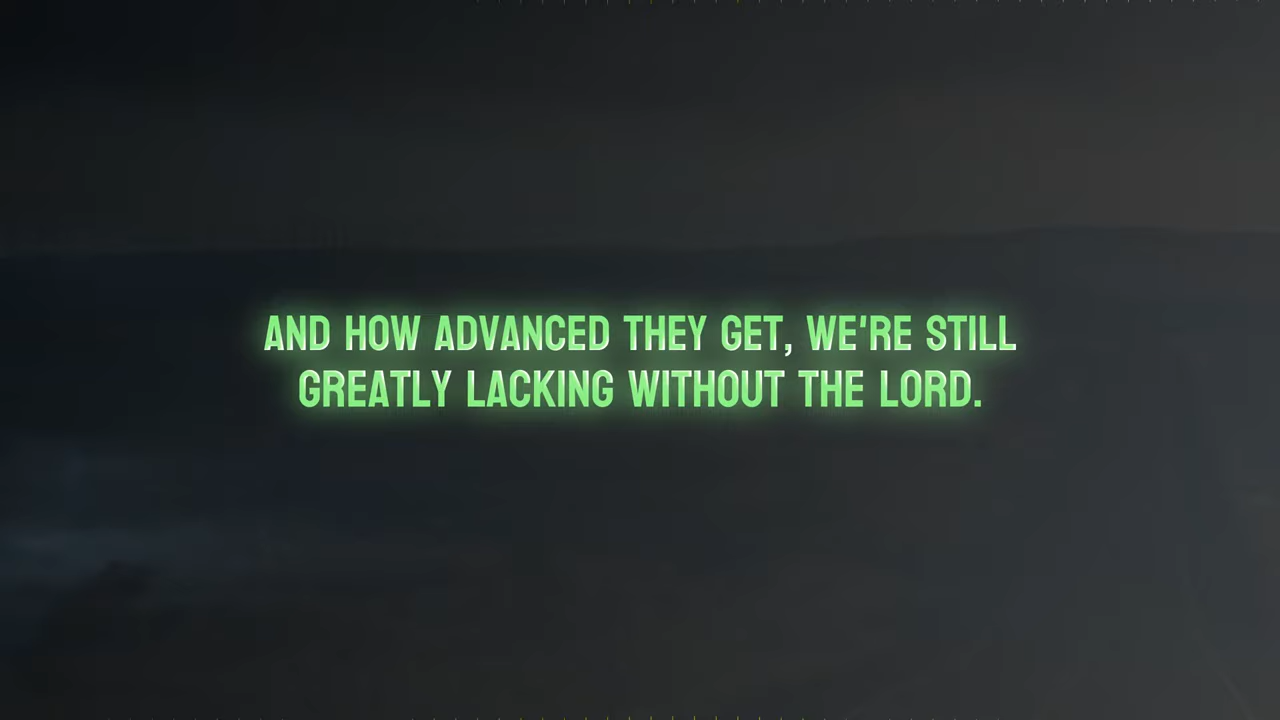 AND HOW ADVANCED THEY GET, WE'RE STILL
GREATLY LACKING WITHOUT THE LORD.